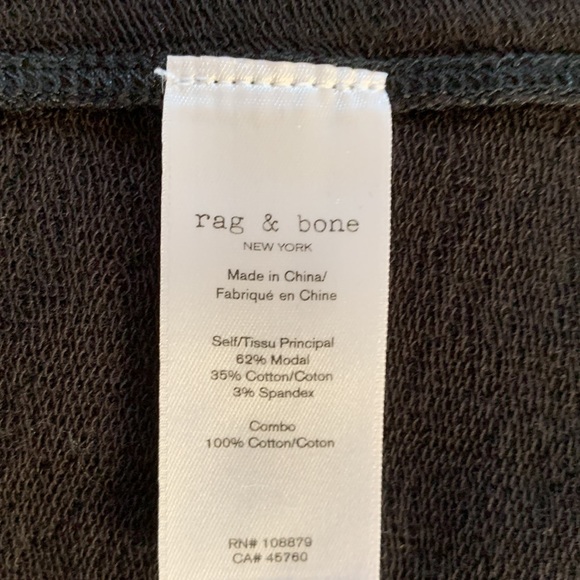 rag & bone
NEW YORK
Made in China/
Fabriqué en Chine
Self/Tissu Principal
62% Modal
35% Cotton/Coton
3% Spandex
Combo
100% Cotton/Coton
RN# 108879
CA# 45760